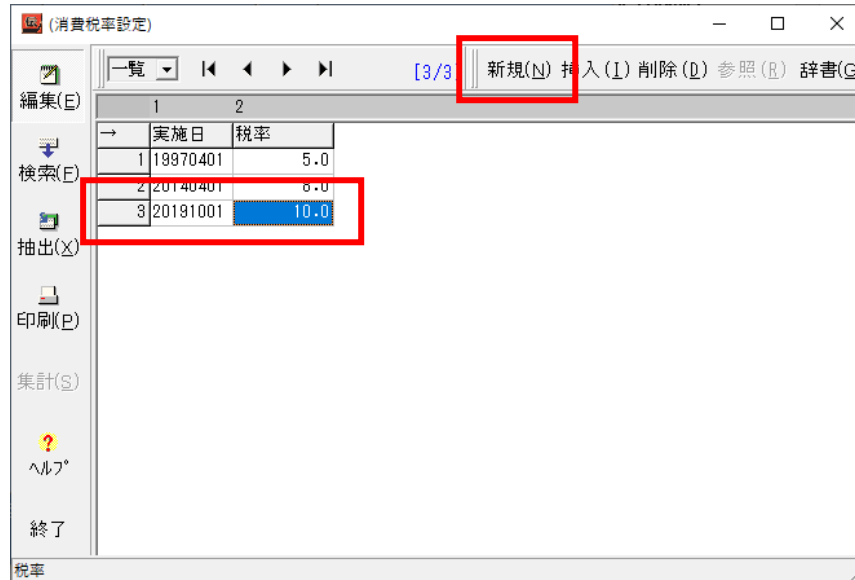 (消費税率設定)
一覧 [3/3 新規(N) 挿入(I) 削除(D) 参照(R) 辞書(G
編集(E)
検索(F)
抽出(X)
印刷(P)
集計(S)
?
ヘルプ
終了
1 2
→ 実施日 税率
1 19970401 5.0
2 20140401 8.0
3 20191001 10.0
税率